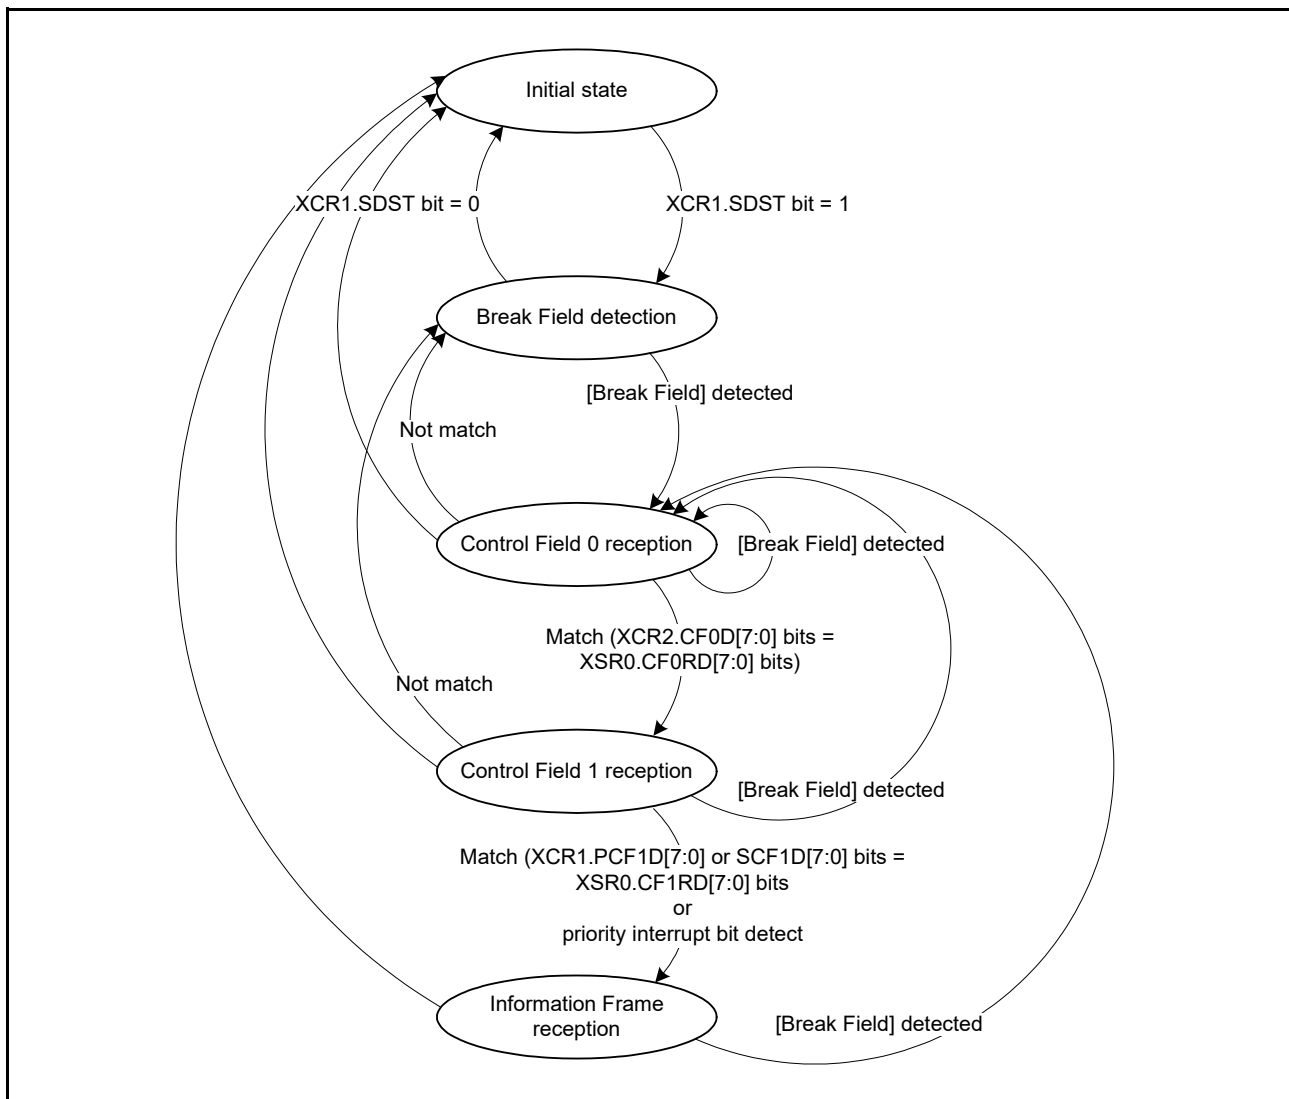 Initial state
XCR1.SDST bit = 0
XCR1.SDST bit = 1
Break Field detection
[Break Field] detected
Not match
Control Field 0 reception
[Break Field] detected
Match (XCR2.CF0D[7:0] bits =
XSR0.CF0RD[7:0] bits)
Not match
Control Field 1 reception
[Break Field] detected
Match (XCR1.PCF1D[7:0] or SCF1D[7:0] bits =
XSR0.CF1RD[7:0] bits
or
priority interrupt bit detect
Information Frame
reception
[Break Field] detected